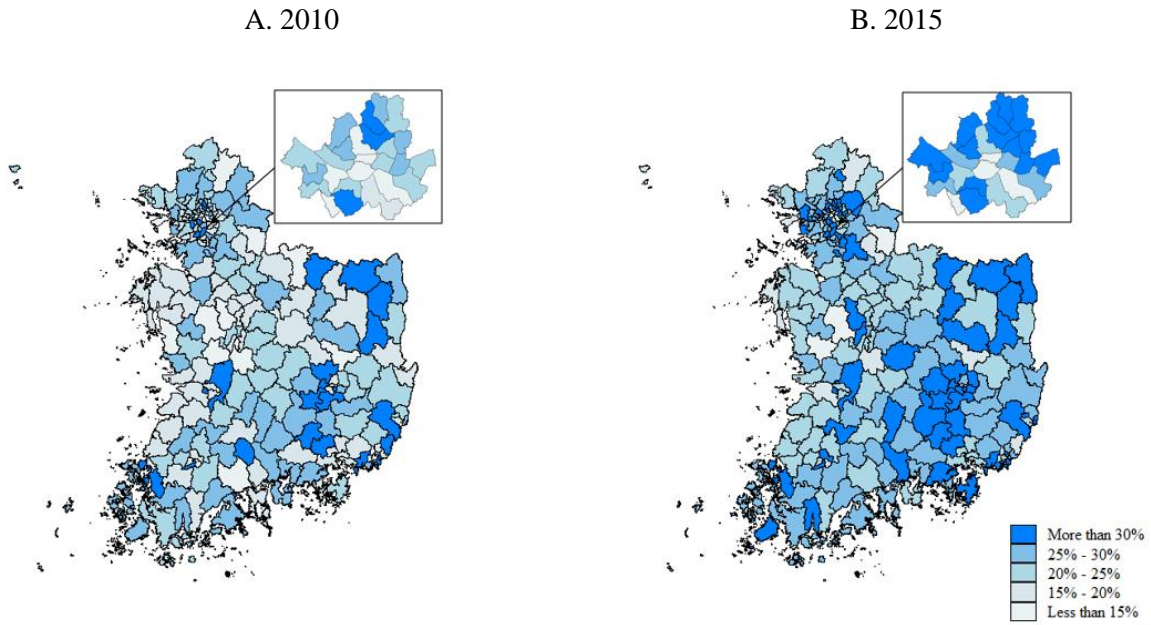 A. 2010
B. 2015
More than 30%
25% - 30%
20% - 25%
15% - 20%
Less than 15%